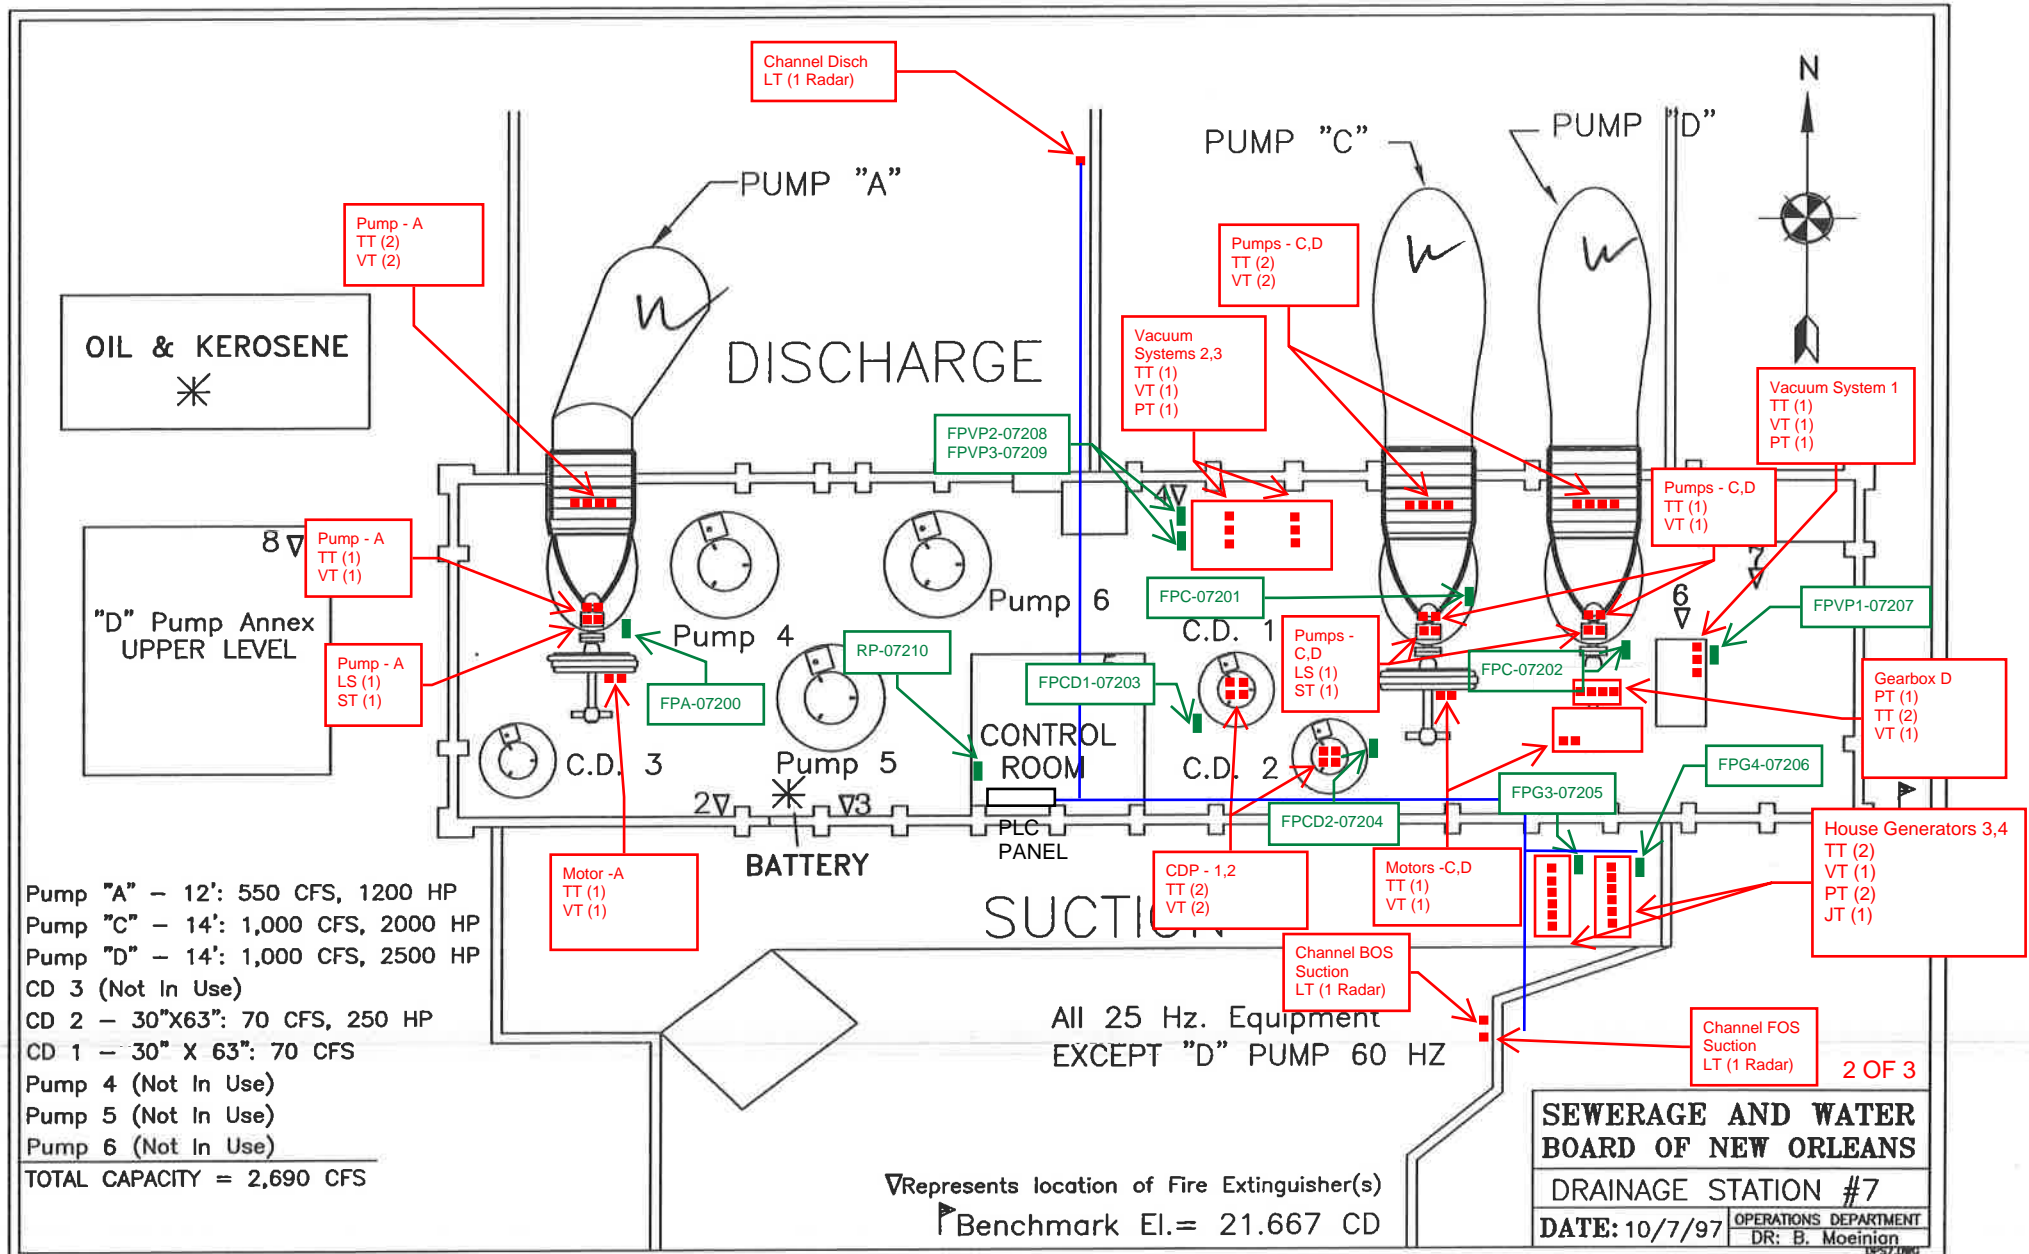 Channel Disch
LT (1 Radar)
N
PUMP "A"
PUMP "C"
PUMP "D"
Pump - A
TT (2)
VT (2)
Pumps - C,D
TT (2)
VT (2)
OIL & KEROSENE
DISCHARGE
Vacuum
Systems 2,3
TT (1)
VT (1)
PT (1)
Vacuum System 1
TT (1)
VT (1)
PT (1)
FPVP2-07208
FPVP3-07209
Pumps - C,D
TT (1)
VT (1)
4
8
Pump - A
TT (1)
VT (1)
7
6
"D" Pump Annex
UPPER LEVEL
Pump 4
Pump 6
FPC-07201
C.D. 1
FPVP1-07207
Pump - A
LS (1)
ST (1)
FPA-07200
RP-07210
FPCD1-07203
Pumps -
C,D
LS (1)
ST (1)
FPC-07202
Gearbox D
PT (1)
TT (2)
VT (1)
C.D. 3
Pump 5
CONTROL
ROOM
C.D. 2
FPG4-07206
FPG3-07205
2
3
PLC
PANEL
FPCD2-07204
BATTERY
House Generators 3,4
TT (2)
VT (1)
PT (2)
JT (1)
Motor -A
TT (1)
VT (1)
CDP - 1,2
TT (2)
VT (2)
Motors -C,D
TT (1)
VT (1)
SUCTION
Pump "A" - 12': 550 CFS, 1200 HP
Pump "C" - 14': 1,000 CFS, 2000 HP
Pump "D" - 14': 1,000 CFS, 2500 HP
CD 3 (Not In Use)
CD 2 - 30"X63": 70 CFS, 250 HP
CD 1 - 30" X 63": 70 CFS
Pump 4 (Not In Use)
Pump 5 (Not In Use)
Pump 6 (Not In Use)
TOTAL CAPACITY = 2,690 CFS
Channel BOS
Suction
LT (1 Radar)
All 25 Hz. Equipment
EXCEPT "D" PUMP 60 HZ
Channel FOS
Suction
LT (1 Radar)
2 OF 3
Represents location of Fire Extinguisher(s)
Benchmark El.= 21.667 CD
SEWERAGE AND WATER
BOARD OF NEW ORLEANS
DRAINAGE STATION #7
DATE: 10/7/97
OPERATIONS DEPARTMENT
DR: B. Moeinian